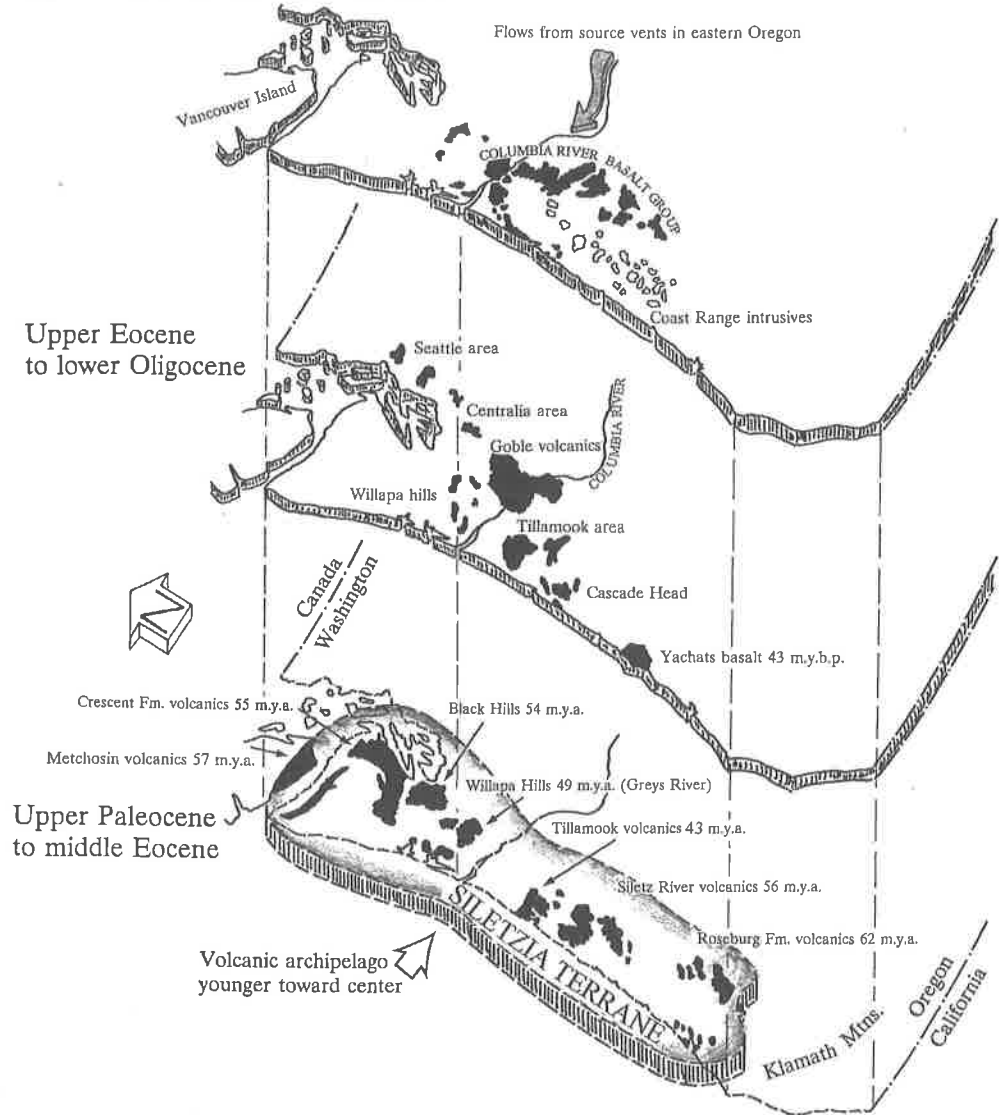 Flows from source vents in eastern Oregon
Vancouver Island
COLUMBIA RIVER BASALT GROUP
Coast Range intrusives
Upper Eocene
to lower Oligocene
Seattle area
Centralia area
Goble volcanics
COLUMBIA RIVER
Willapa hills
Tillamook area
Cascade Head
Yachats basalt 43 m.y.b.p.
N
Canada
Washington
Crescent Fm. volcanics 55 m.y.a.
Black Hills 54 m.y.a.
Metchosin volcanics 57 m.y.a.
Willapa Hills 49 m.y.a. (Greys River)
Upper Paleocene
to middle Eocene
Tillamook volcanics 43 m.y.a.
Siletz River volcanics 56 m.y.a.
Roseburg Fm. volcanics 62 m.y.a.
SILETZIA TERRANE
Volcanic archipelago
younger toward center
Klamath Mtns.
Oregon
California